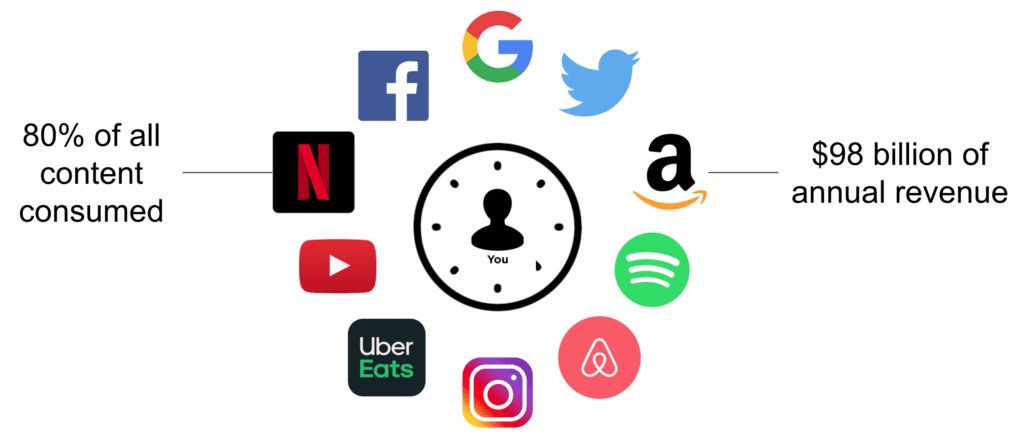 80% of all
content
consumed
$98 billion of
annual revenue
You
Uber
Eats